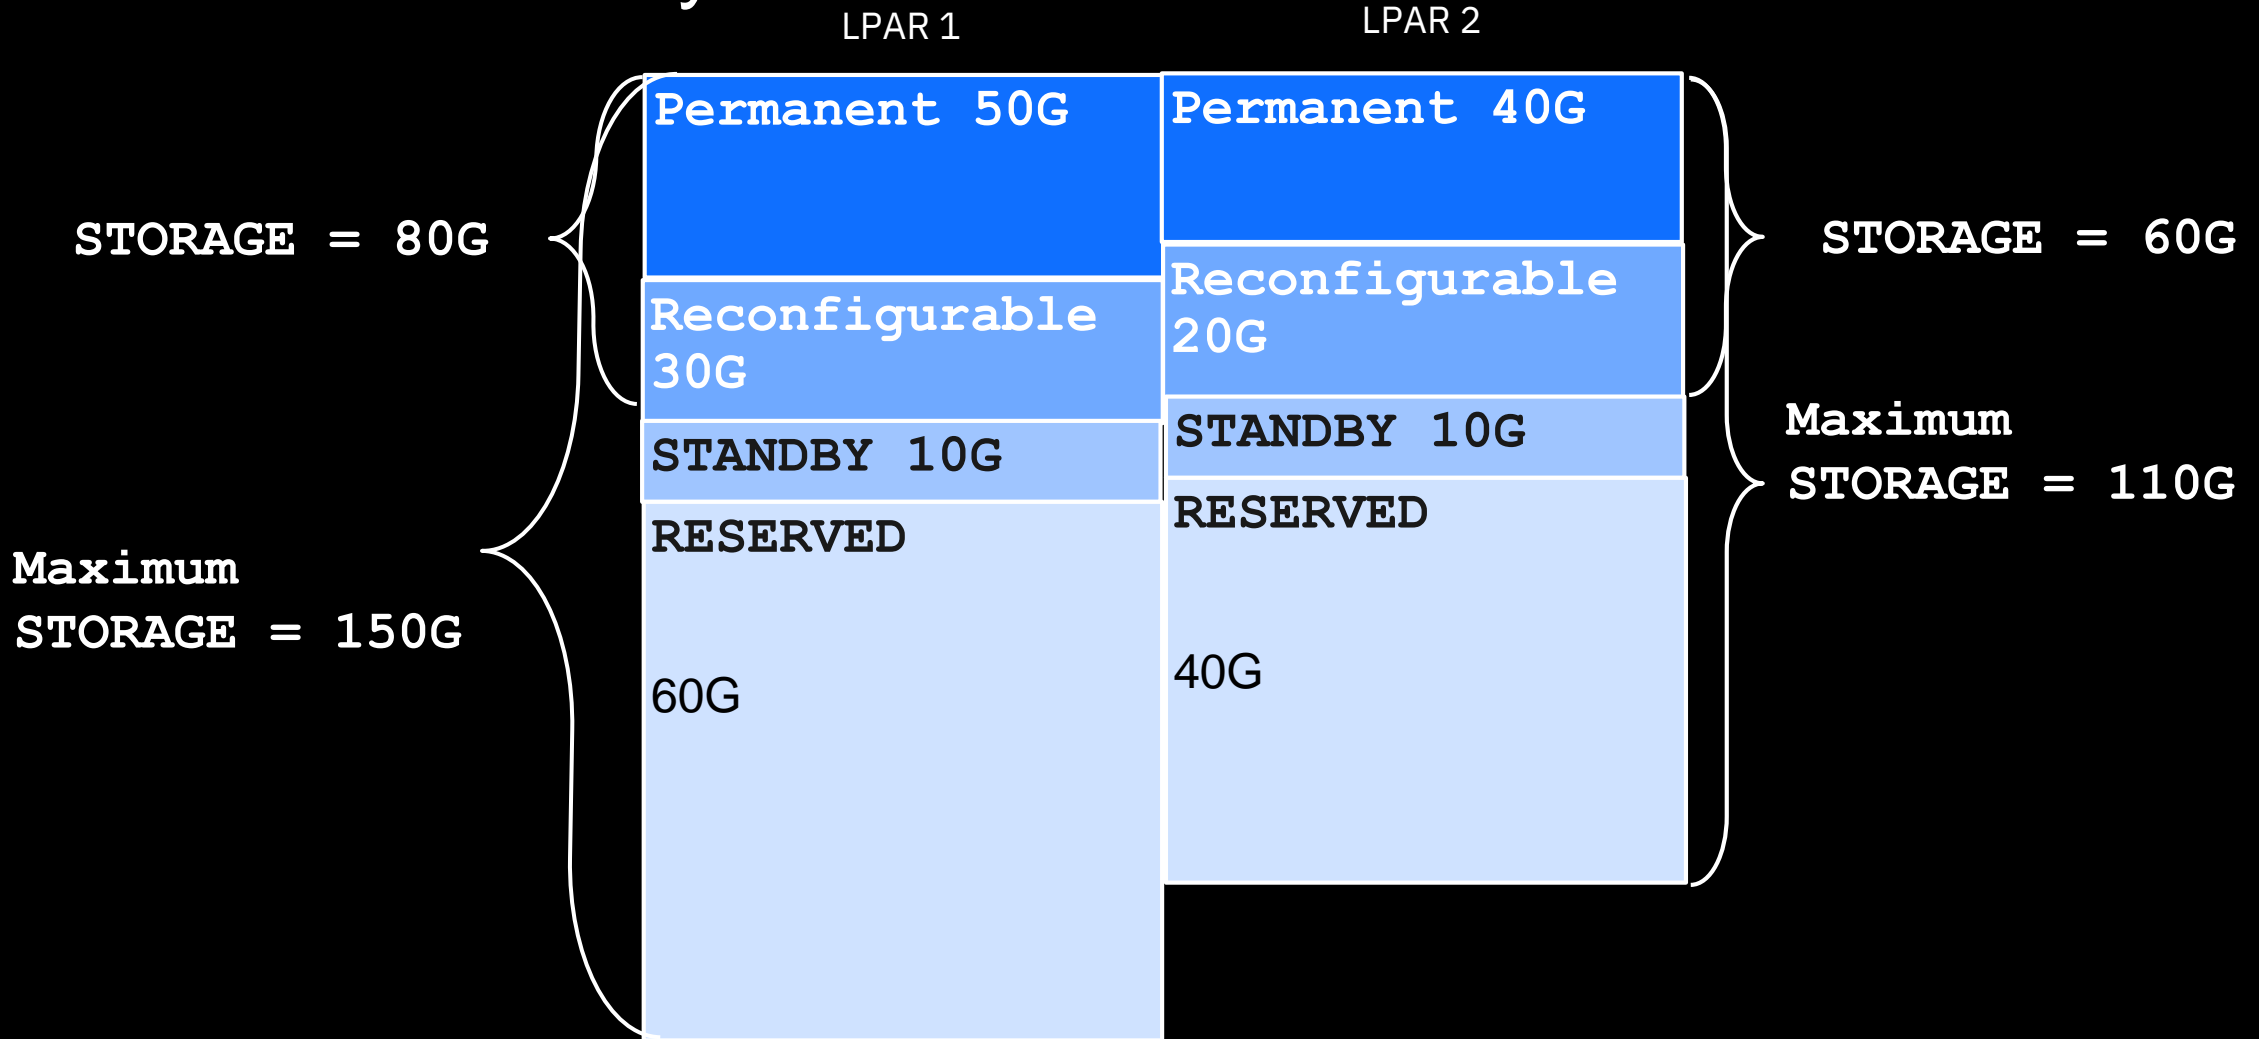 LPAR 1
LPAR 2
Permanent 50G
Permanent 40G
STORAGE = 80G
STORAGE = 60G
Reconfigurable
30G
Reconfigurable
20G
STANDBY 10G
STANDBY 10G
Maximum
STORAGE = 110G
RESERVED
60G
RESERVED
40G
Maximum
STORAGE = 150G